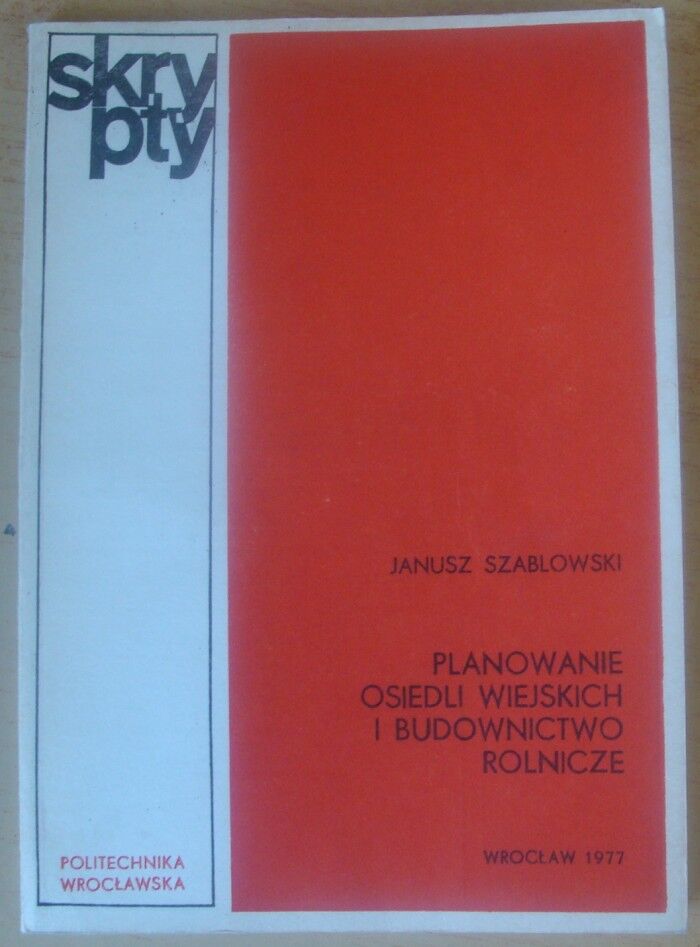 skry
pty
JANUSZ SZABLOWSKI
PLANOWANIE
OSIEDLI WIEJSKICH
I BUDOWNICTWO
ROLNICZE
WROCŁAW 1977
POLITECHNIKA
WROCŁAWSKA